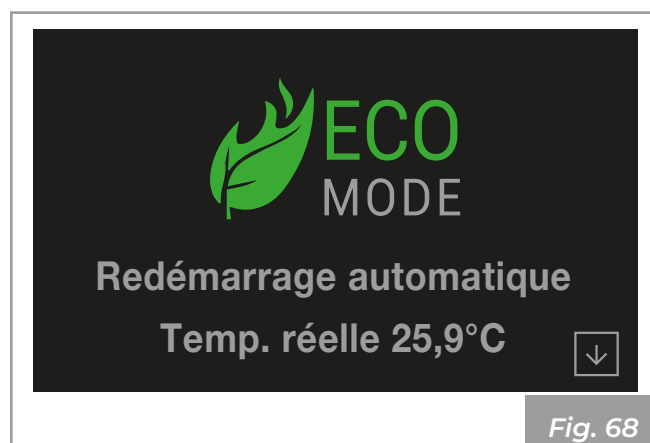 ECO
MODE
Redémarrage automatique
Temp. réelle 25,9°C
Fig. 68